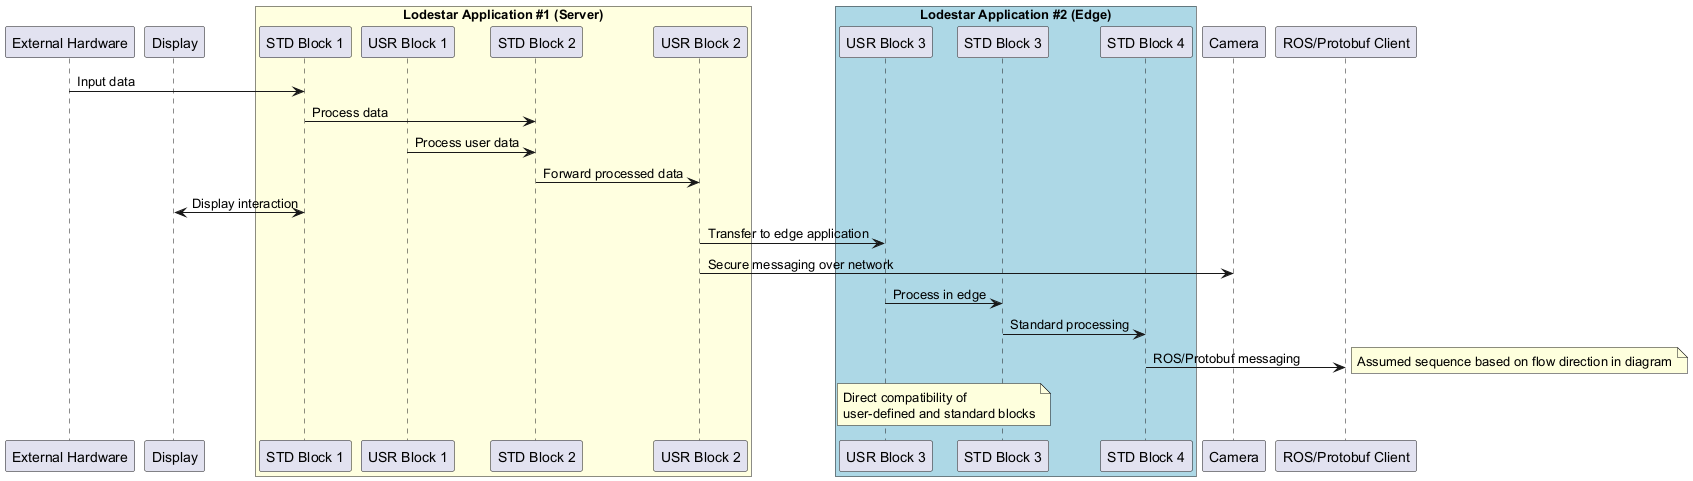 Lodestar Application #1 (Server)
Lodestar Application #2 (Edge)
External Hardware
Display
STD Block 1
USR Block 1
STD Block 2
USR Block 2
USR Block 3
STD Block 3
STD Block 4
Camera
ROS/Protobuf Client
Input data
Process data
Process user data
Forward processed data
Display interaction
Transfer to edge application
Secure messaging over network
Process in edge
Standard processing
ROS/Protobuf messaging
Assumed sequence based on flow direction in diagram
Direct compatibility of
user-defined and standard blocks
External Hardware
Display
STD Block 1
USR Block 1
STD Block 2
USR Block 2
USR Block 3
STD Block 3
STD Block 4
Camera
ROS/Protobuf Client